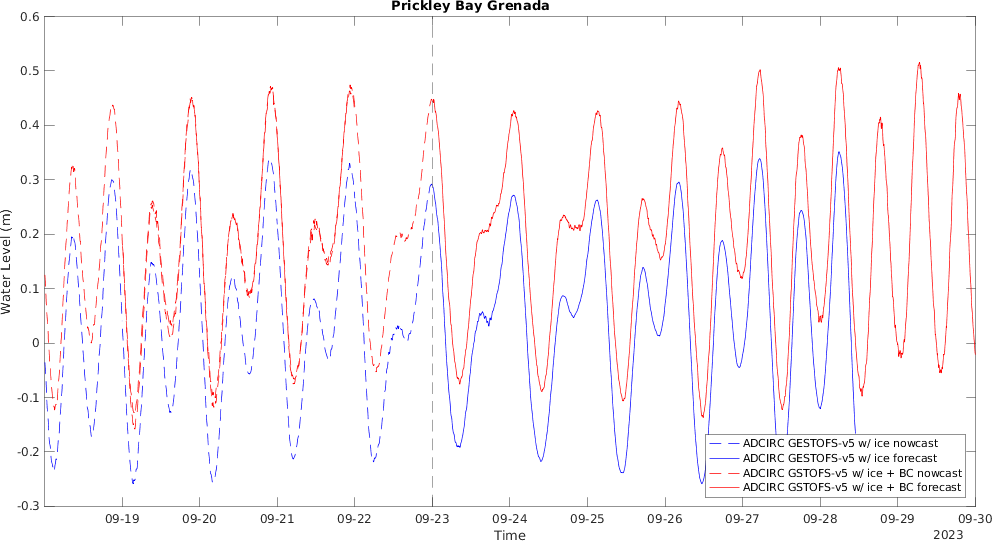 Prickley Bay Grenada
Water Level (m)
0.6
0.5
0.4
0.3
0.2
0.1
0
-0.1
-0.2
-0.3
ADCIRC GESTOFS-v5 w/ ice nowcast
ADCIRC GESTOFS-v5 w/ ice forecast
ADCIRC GSTOFS-v5 w/ ice + BC nowcast
ADCIRC GSTOFS-v5 w/ ice + BC forecast
09-19 09-20 09-21 09-22 09-23 09-24 09-25 09-26 09-27 09-28 09-29 09-30
Time
2023